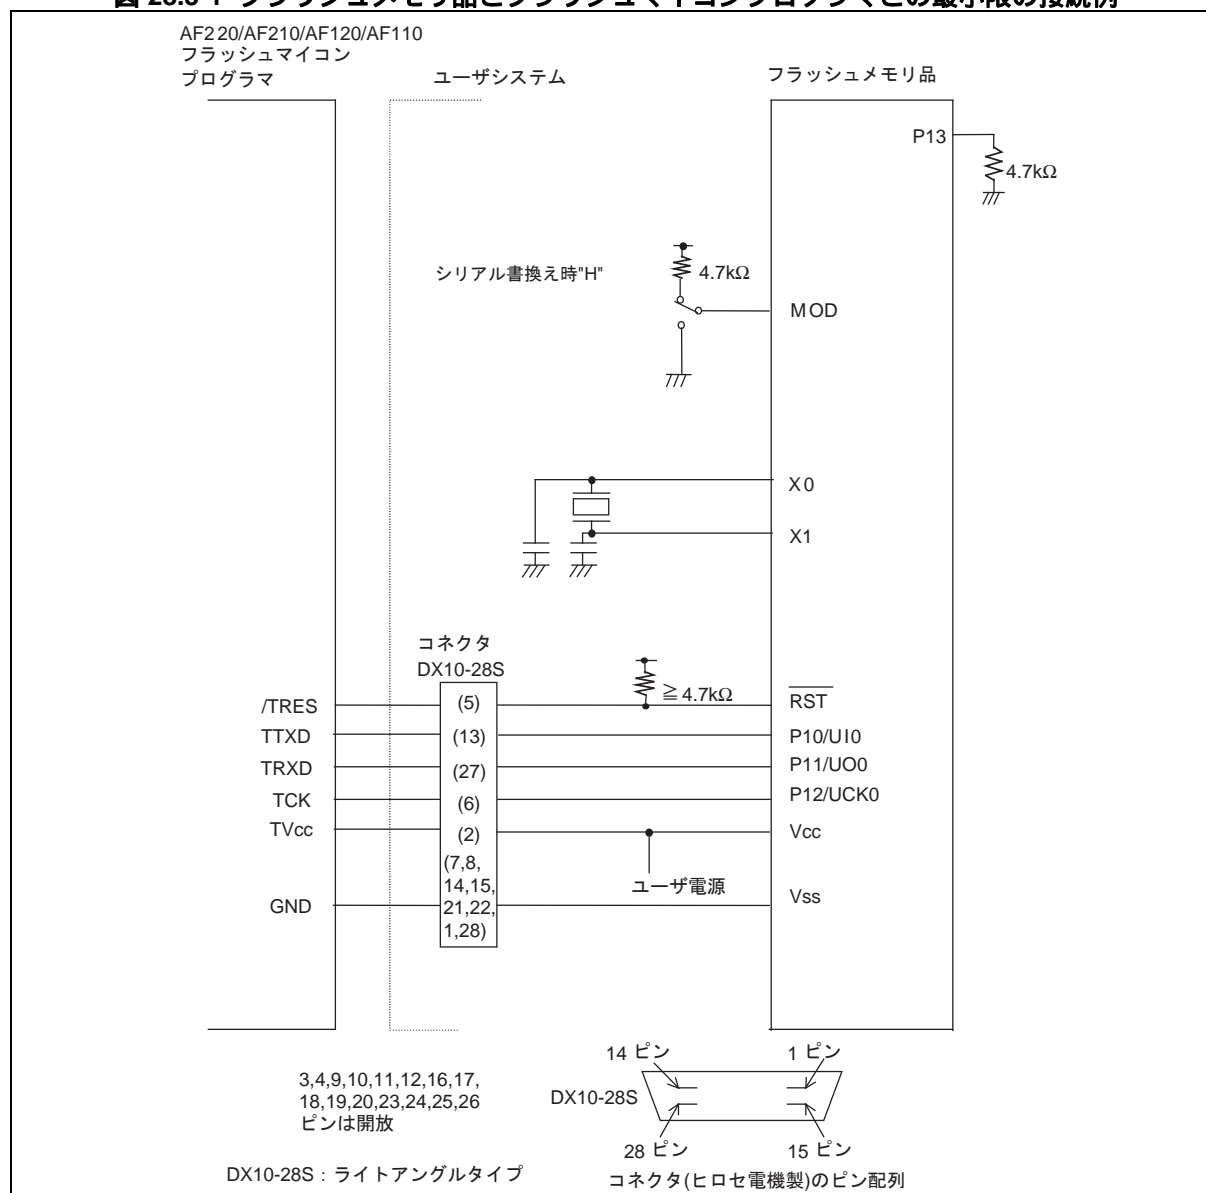 AF220/AF210/AF120/AF110
フラッシュマイコン
プログラマ
ユーザシステム
フラッシュメモリ品
P13
4.7kΩ
シリアル書換え時"H"
4.7kΩ
MOD
X0
X1
コネクタ
DX10-28S
≧ 4.7kΩ
/TRES
(5)
RST
TTXD
(13)
P10/UI0
TRXD
(27)
P11/UO0
TCK
(6)
P12/UCK0
TVcc
(2)
Vcc
(7,8,
14,15,
21,22,
1,28)
ユーザ電源
GND
Vss
14 ピン
1 ピン
3,4,9,10,11,12,16,17,
18,19,20,23,24,25,26
ピンは開放
DX10-28S
28 ピン
15 ピン
DX10-28S : ライトアングルタイプ
コネクタ(ヒロセ電機製)のピン配列